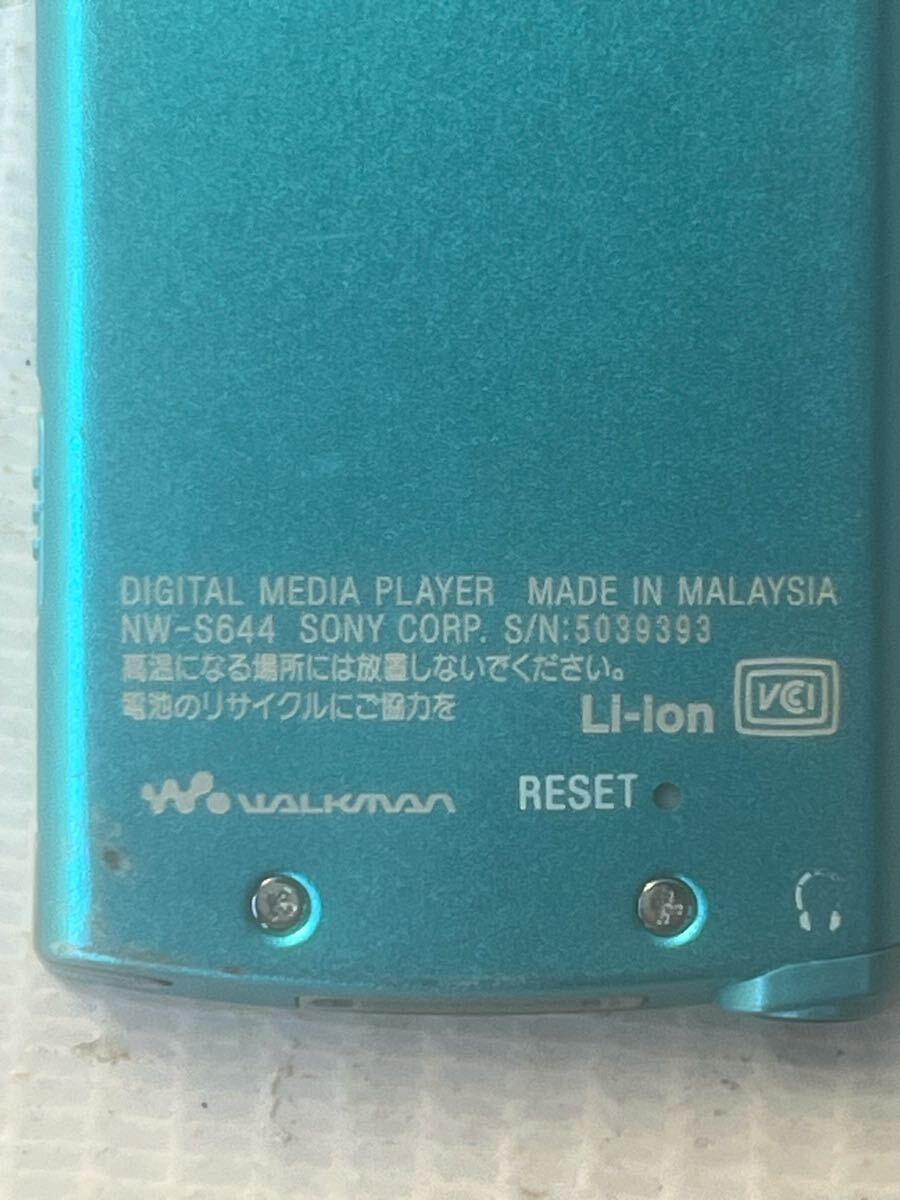 DIGITAL MEDIA PLAYER MADE IN MALAYSIA
NW-S644 SONY CORP. S/N:5039393
高温になる場所には放置しないでください。
電池のリサイクルにご協力を
Li-ion VCI
WALKMAN RESET